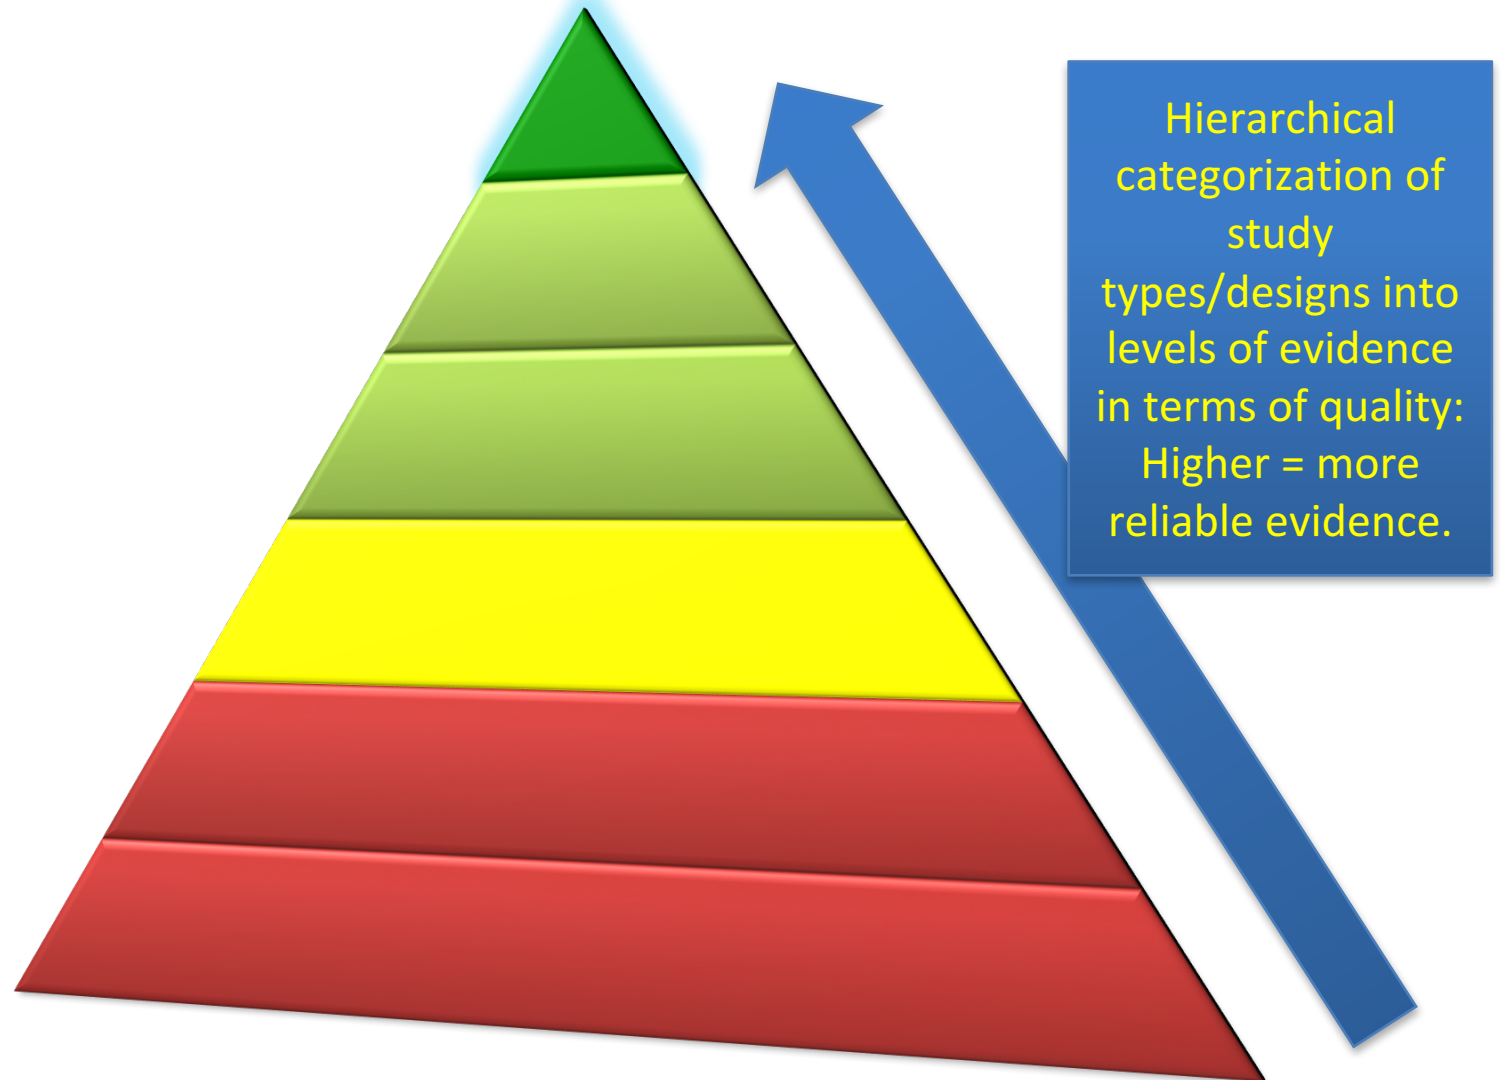 Hierarchical
categorization of
study
types/designs into
levels of evidence
in terms of quality:
Higher = more
reliable evidence.